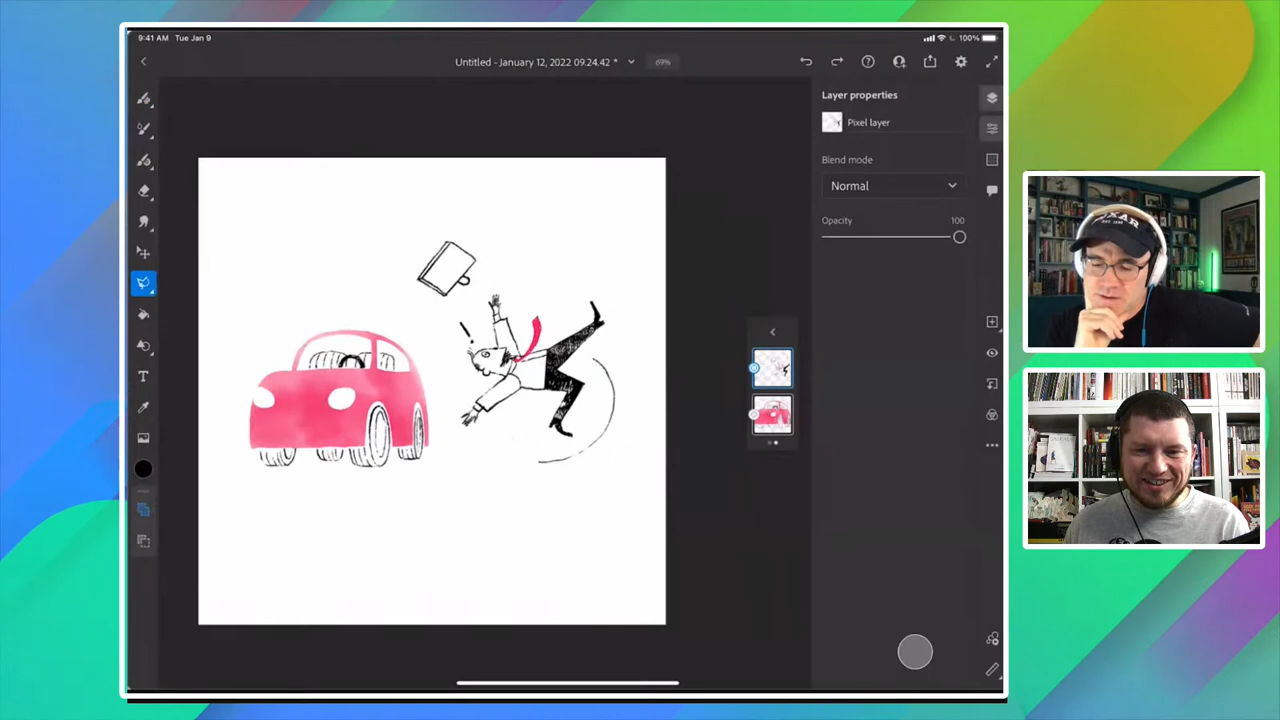 9:41 AM Tue Jan 9
100%
Untitled - January 12, 2022 09.24.42 *
69%
Layer properties
Pixel layer
Blend mode
Normal
Opacity
100
T
!